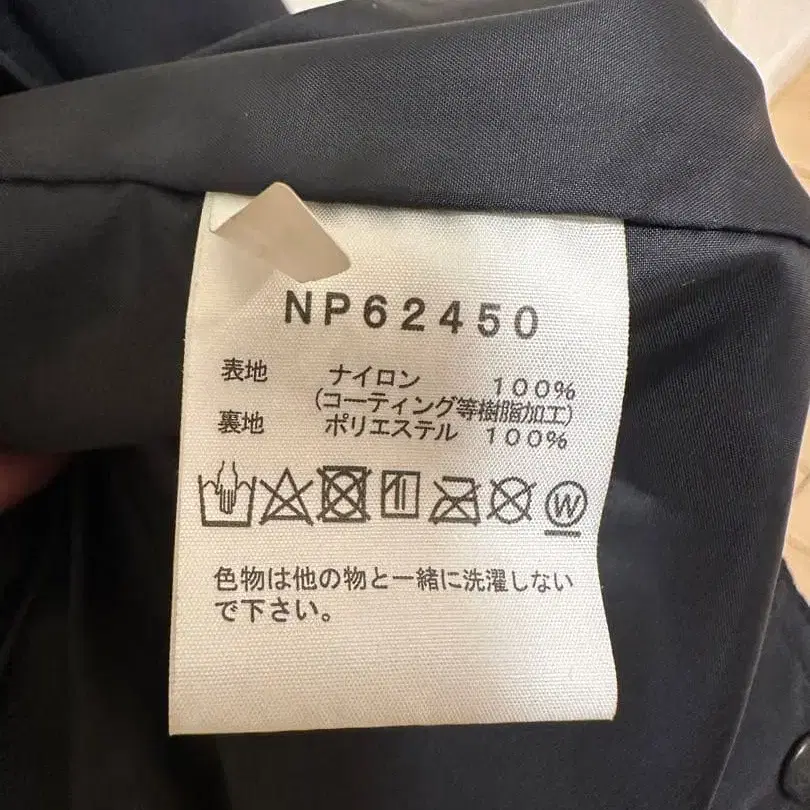 NP62450
表地 ナイロン 100%
(コーティング等樹脂加工)
裏地 ポリエステル 100%
W
色物は他の物と一緒に洗濯しない
で下さい。